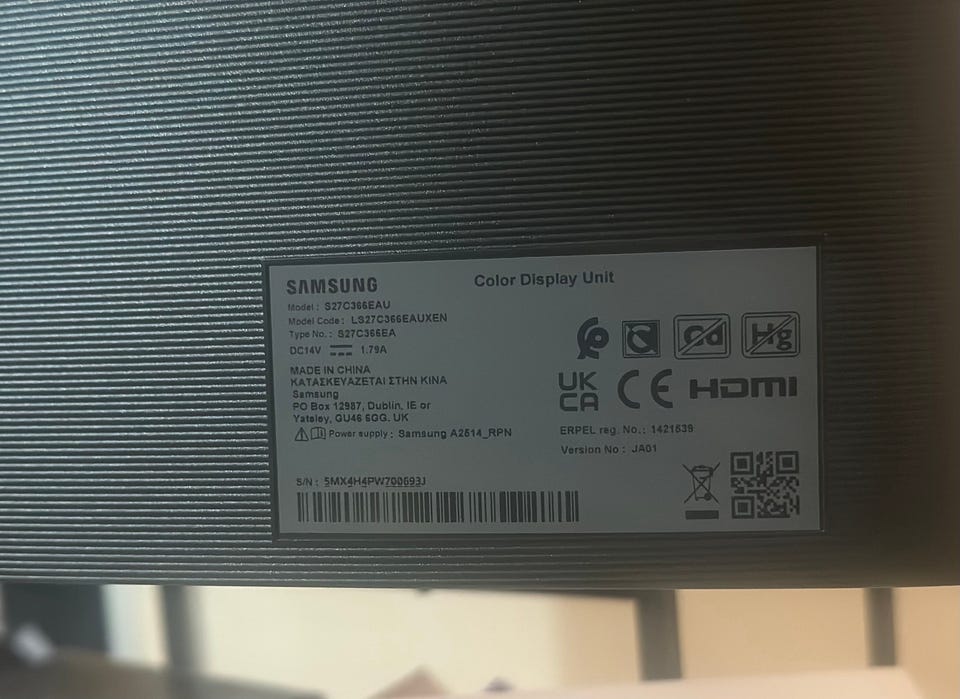 SAMSUNG
Color Display Unit
Model : S27C366EAU
Model Code : LS27C366EAUXEN
Type No. : S27C366EA
DC14V 1.79A
MADE IN CHINA
ΚΑΤΑΣΚΕΥΑΖΕΤΑΙ ΣΤΗΝ ΚΙΝΑ
Samsung
PO Box 12987, Dublin, IE or
Yateley, GU46 6GG. UK
Power supply : Samsung A2514_RPN
S/N : 5MX4H4PW700693J
Cd
Hg
UK
CA
CE
HDMI
ERPEL reg. No.: 1421539
Version No : JA01